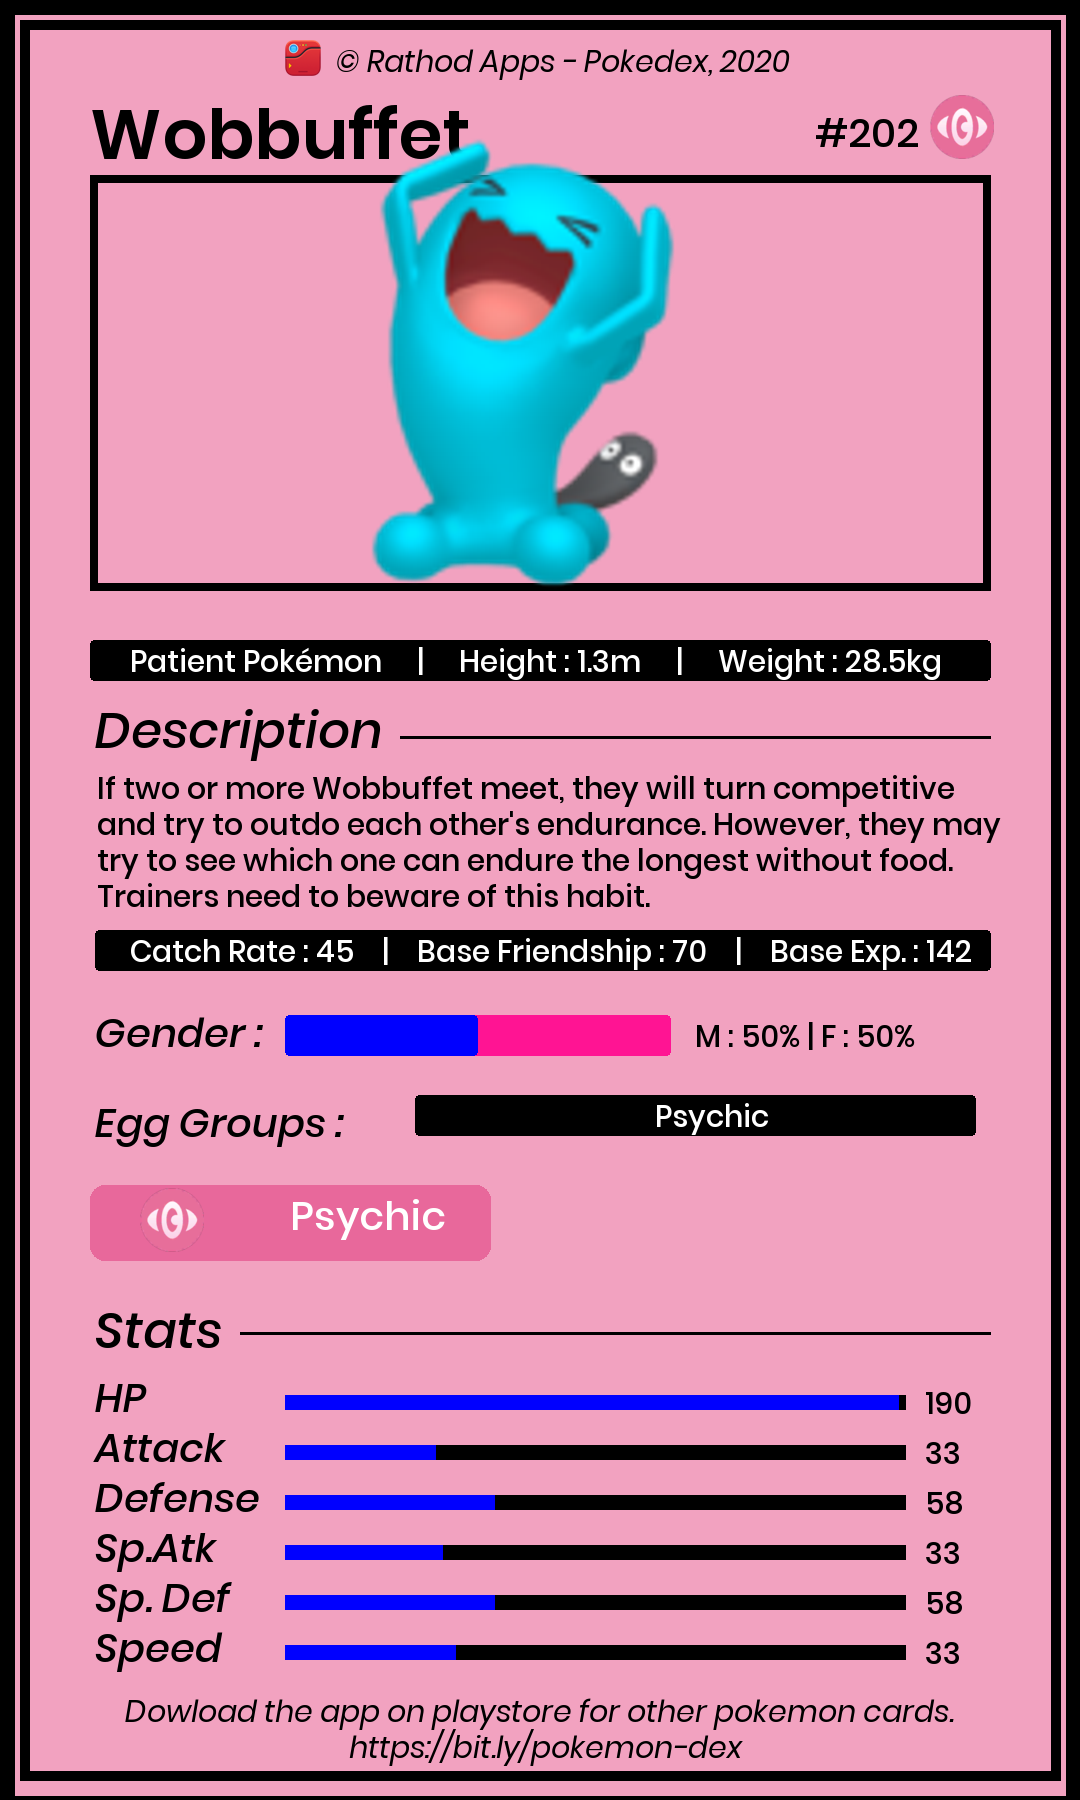 © Rathod Apps - Pokedex, 2020
Wobbuffet
#202
Patient Pokémon | Height : 1.3m | Weight : 28.5kg
Description
If two or more Wobbuffet meet, they will turn competitive
and try to outdo each other's endurance. However, they may
try to see which one can endure the longest without food.
Trainers need to beware of this habit.
Catch Rate : 45 | Base Friendship : 70 | Base Exp. : 142
Gender : M : 50% | F : 50%
Egg Groups : Psychic
Psychic
Stats
HP 190
Attack 33
Defense 58
Sp.Atk 33
Sp. Def 58
Speed 33
Dowload the app on playstore for other pokemon cards.
https://bit.ly/pokemon-dex